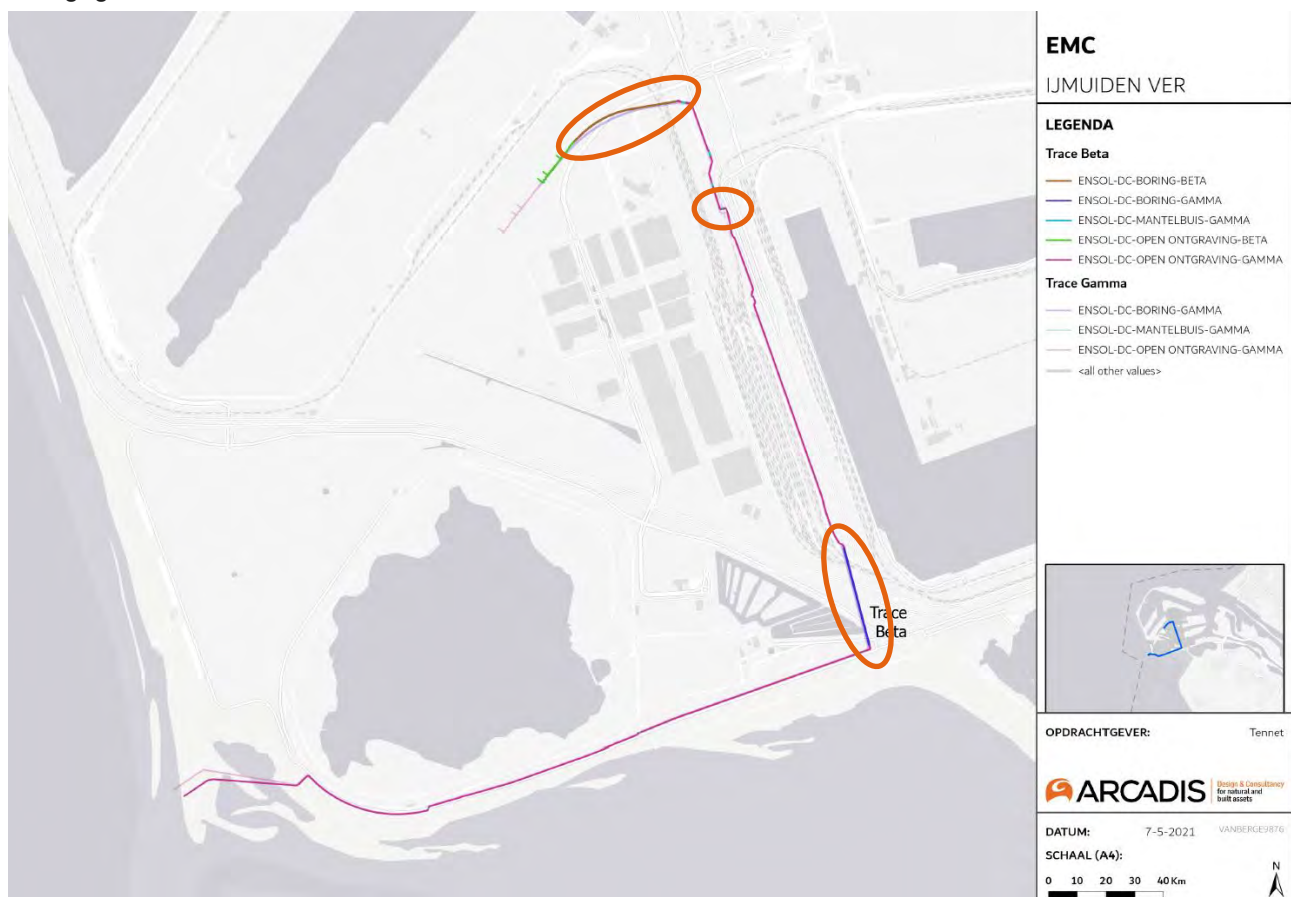 Trace
Beta
EMC
IJMUIDEN VER
LEGENDA
Trace Beta
ENSOL-DC-BORING-BETA
ENSOL-DC-BORING-GAMMA
ENSOL-DC-MANTELBUIS-GAMMA
ENSOL-DC-OPEN ONTGRAVING-BETA
ENSOL-DC-OPEN ONTGRAVING-GAMMA
Trace Gamma
ENSOL-DC-BORING-GAMMA
ENSOL-DC-MANTELBUIS-GAMMA
ENSOL-DC-OPEN ONTGRAVING-GAMMA
<all other values>
OPDRACHTGEVER: Tennet
ARCADIS
Design & Consultancy
for natural and
built assets
DATUM: 7-5-2021 VANBERGE9876
SCHAAL (A4):
N
0 10 20 30 40 Km